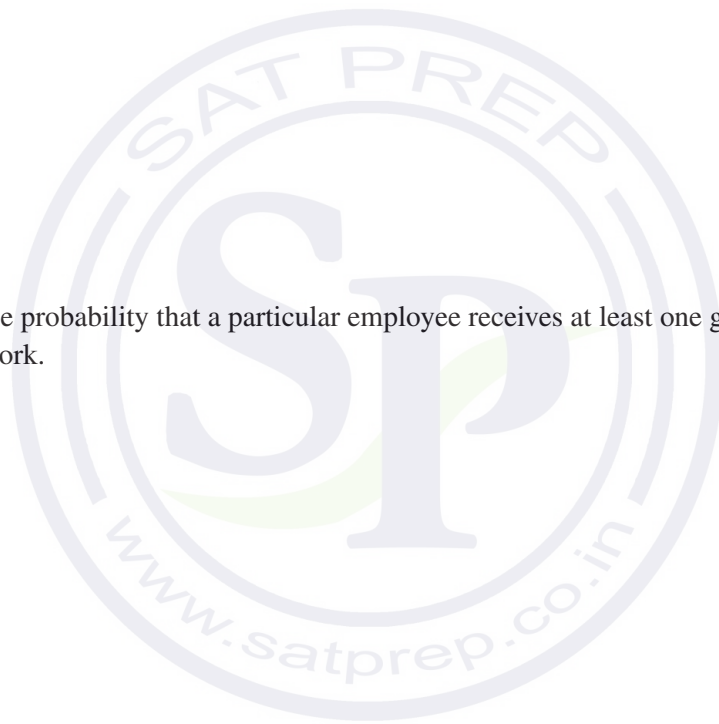 SAT PREP
e probability that a particular employee receives at least one g
ork.
SP
www.satprep.co.in